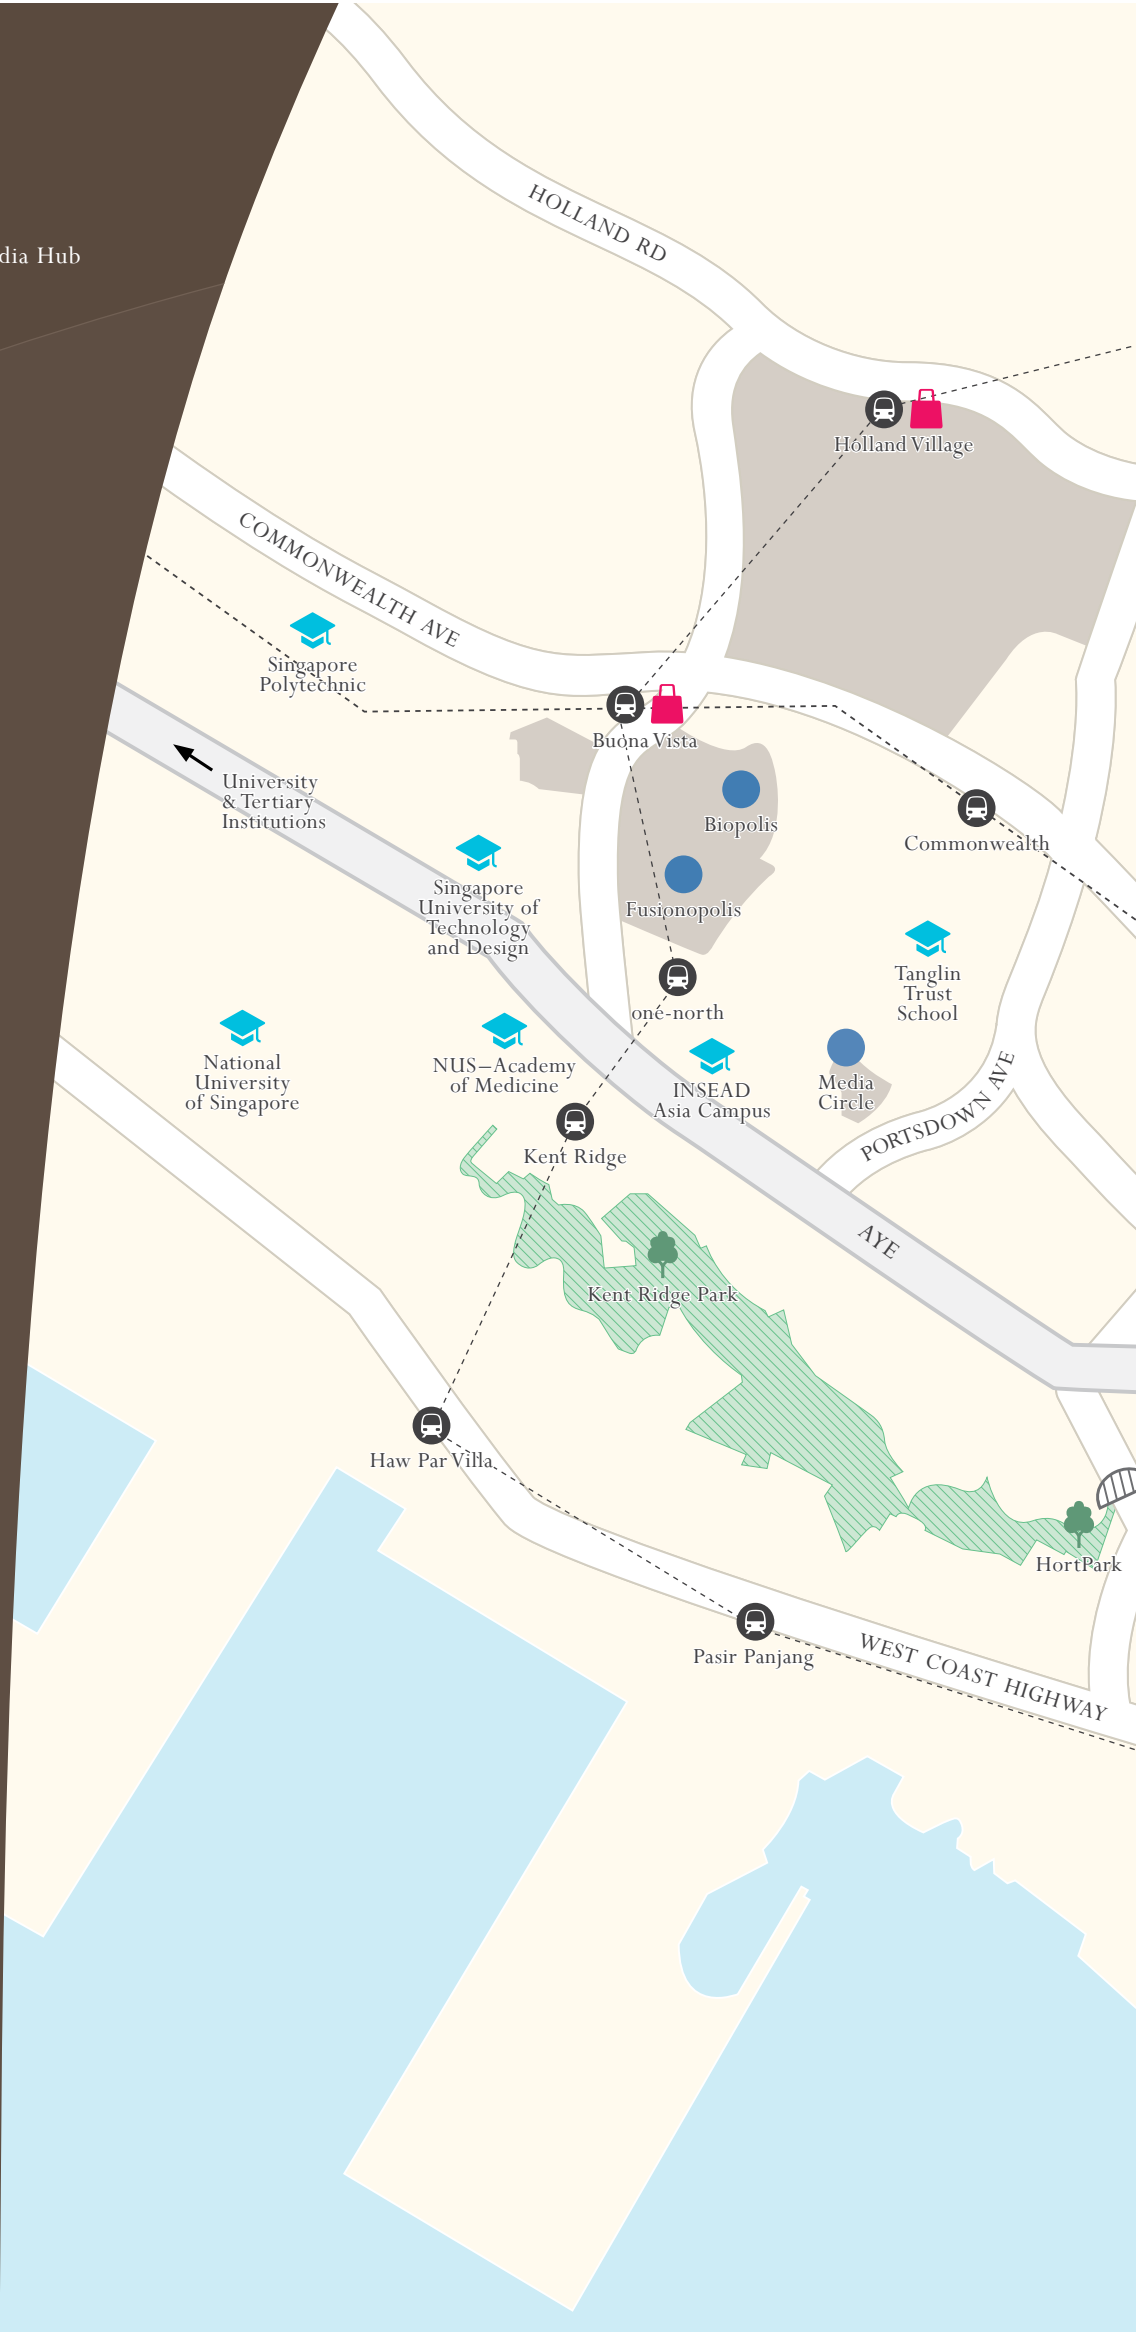 HOLLAND RD
dia Hub
Holland Village
COMMONWEALTH AVE
Singapore
Polytechnic
Buona Vista
University
& Tertiary
Institutions
Biopolis
Commonwealth
Singapore
University of
Technology
and Design
Fusionopolis
Tanglin
Trust
School
one-north
National
University
of Singapore
NUS–Academy
of Medicine
INSEAD
Asia Campus
Media
Circle
PORTSDOWN AVE
Kent Ridge
AYE
Kent Ridge Park
Haw Par Villa
HortPark
Pasir Panjang
WEST COAST HIGHWAY